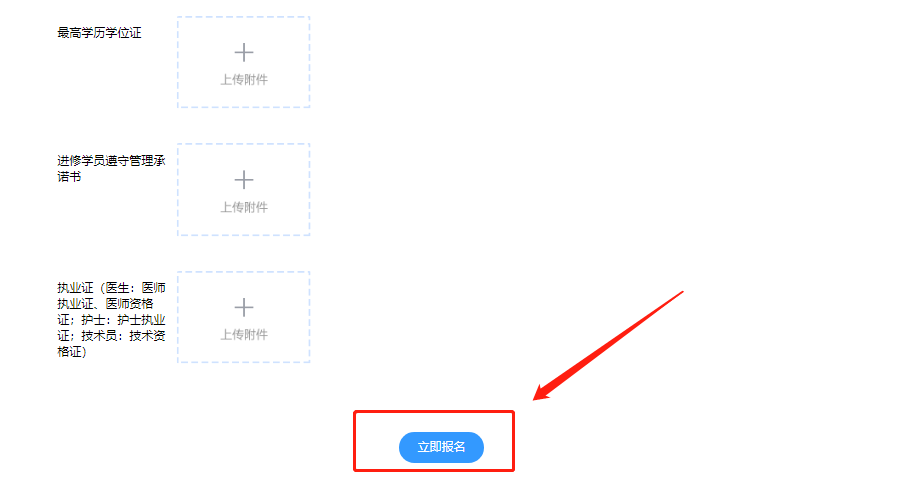 最高学历学位证
上传附件
进修学员遵守管理承
诺书
上传附件
执业证（医生：医师
执业证、医师资格
证；护士：护士执业
证；技术员：技术资
格证）
上传附件
立即报名